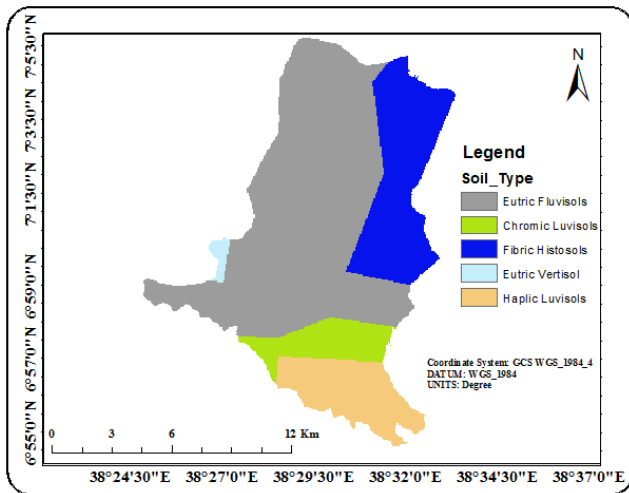 7°5'30"N
7°3'30"N
7°1'30"N
6°59'0"N
6°57'0"N
6°55'0"N
N
Legend
Soil_Type
Eutric Fluvisols
Chromic Luvisols
Fibric Histosols
Eutric Vertisol
Haplic Luvisols
Coordinate System: GCS WGS_1984_4
DATUM: WGS_1984
UNITS: Degree
0 3 6 12 Km
38°24'30"E 38°27'0"E 38°29'30"E 38°32'0"E 38°34'30"E 38°37'0"E